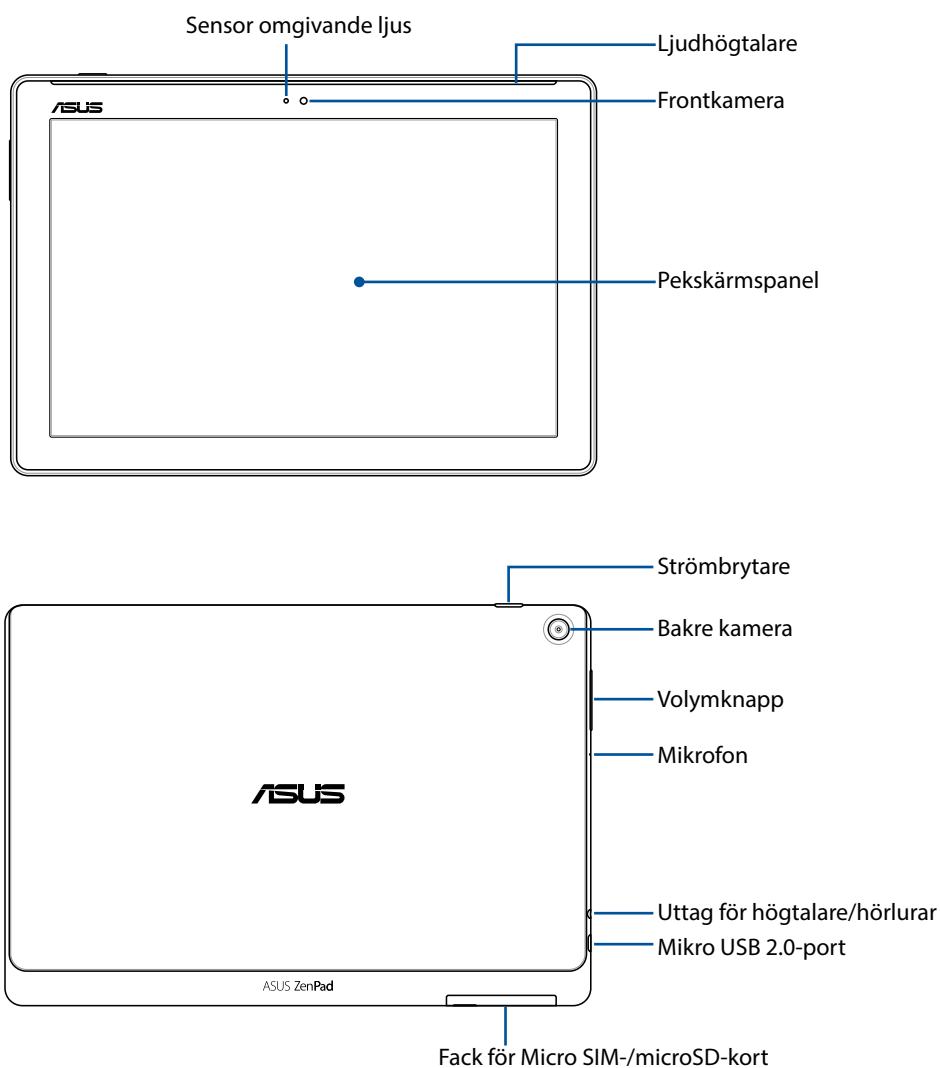 Sensor omgivande ljus
Ljudhögtalare
Frontkamera
ASUS
Pekskärmspanel
Strömbrytare
Bakre kamera
Volymknapp
Mikrofon
ASUS
Uttag för högtalare/hörlurar
Mikro USB 2.0-port
ASUS ZenPad
Fack för Micro SIM-/microSD-kort